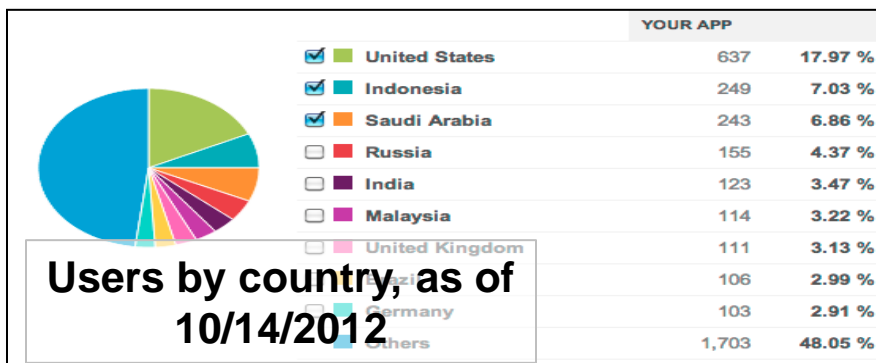 YOUR APP
United States 637 17.97 %
Indonesia 249 7.03 %
Saudi Arabia 243 6.86 %
Russia 155 4.37 %
India 123 3.47 %
Malaysia 114 3.22 %
United Kingdom 111 3.13 %
Brazil 106 2.99 %
Germany 103 2.91 %
Others 1,703 48.05 %
Users by country, as of
10/14/2012